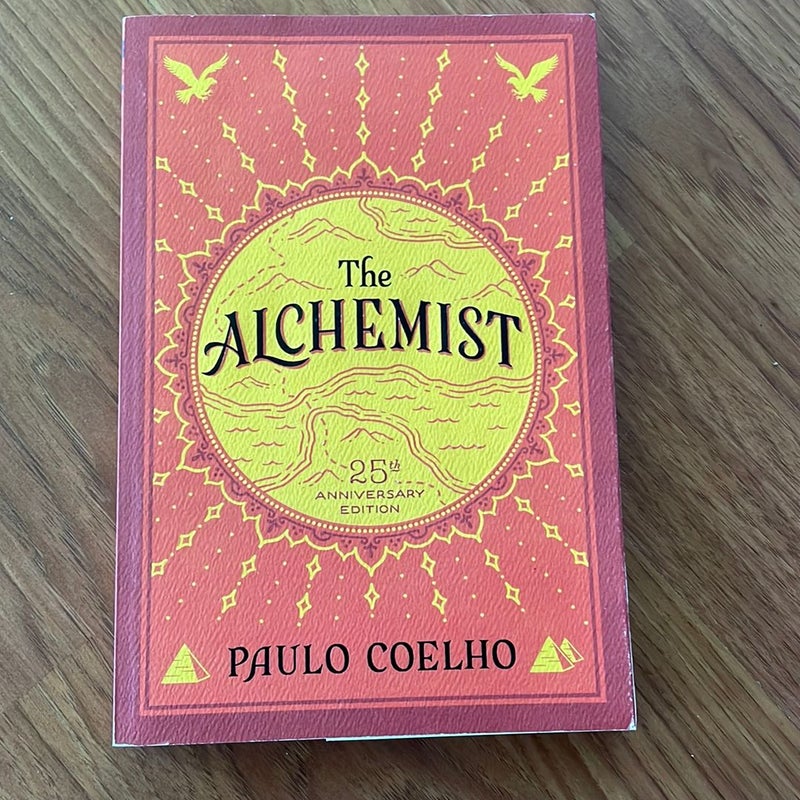 The
ALCHEMIST
25th
ANNIVERSARY
EDITION
PAULO COELHO